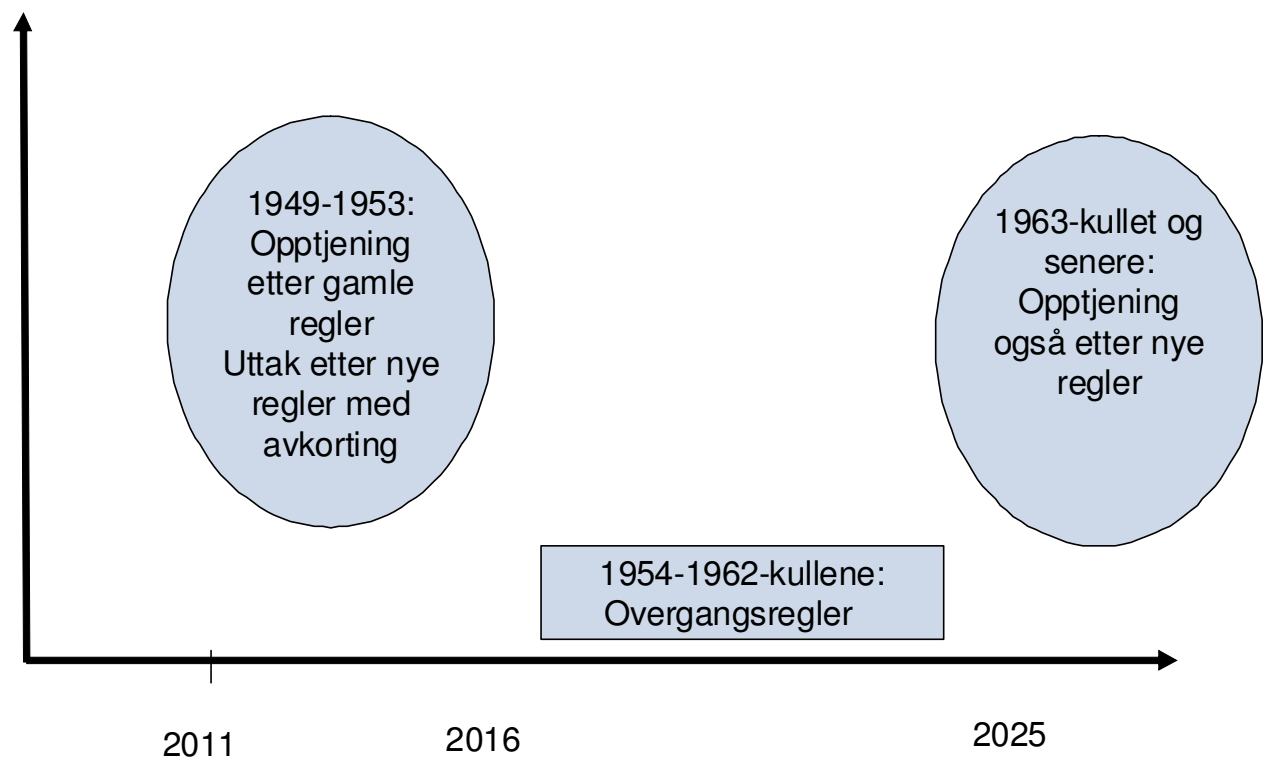 1949-1953:
Opptjening
etter gamle
regler
Uttak etter nye
regler med
avkorting
1963-kullet og
senere:
Opptjening
også etter nye
regler
1954-1962-kullene:
Overgangsregler
2011
2016
2025